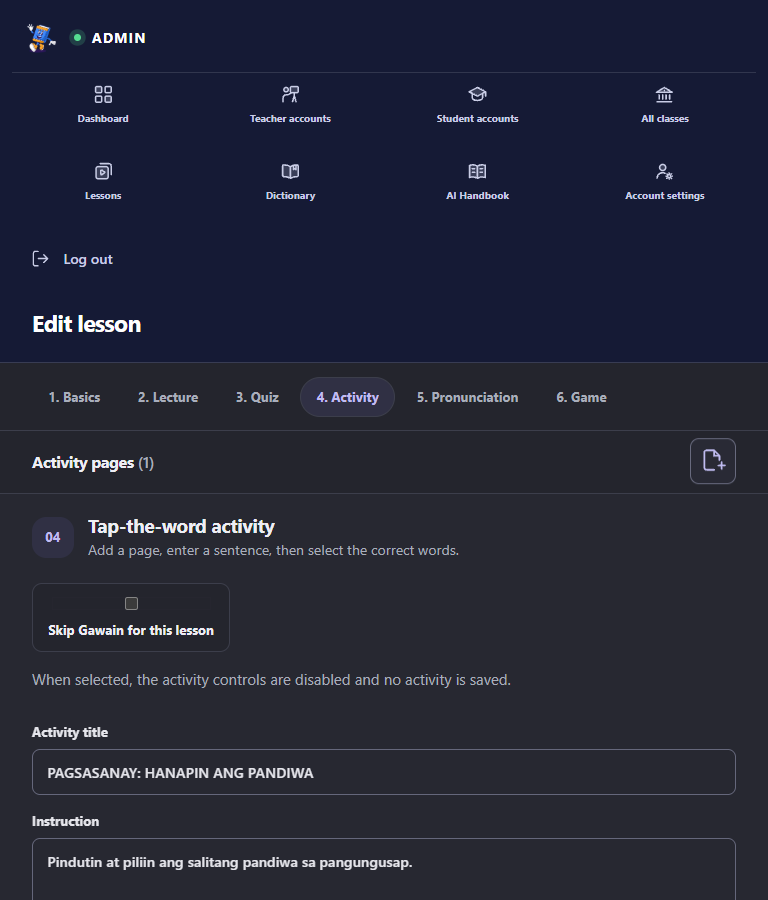 ADMIN
Dashboard
Teacher accounts
Student accounts
All classes
Lessons
Dictionary
AI Handbook
Account settings
Log out
Edit lesson
1. Basics
2. Lecture
3. Quiz
4. Activity
5. Pronunciation
6. Game
Activity pages (1)
04
Tap-the-word activity
Add a page, enter a sentence, then select the correct words.
Skip Gawain for this lesson
When selected, the activity controls are disabled and no activity is saved.
Activity title
PAGSASANAY: HANAPIN ANG PANDIWA
Instruction
Pindutin at piliin ang salitang pandiwa sa pangungusap.